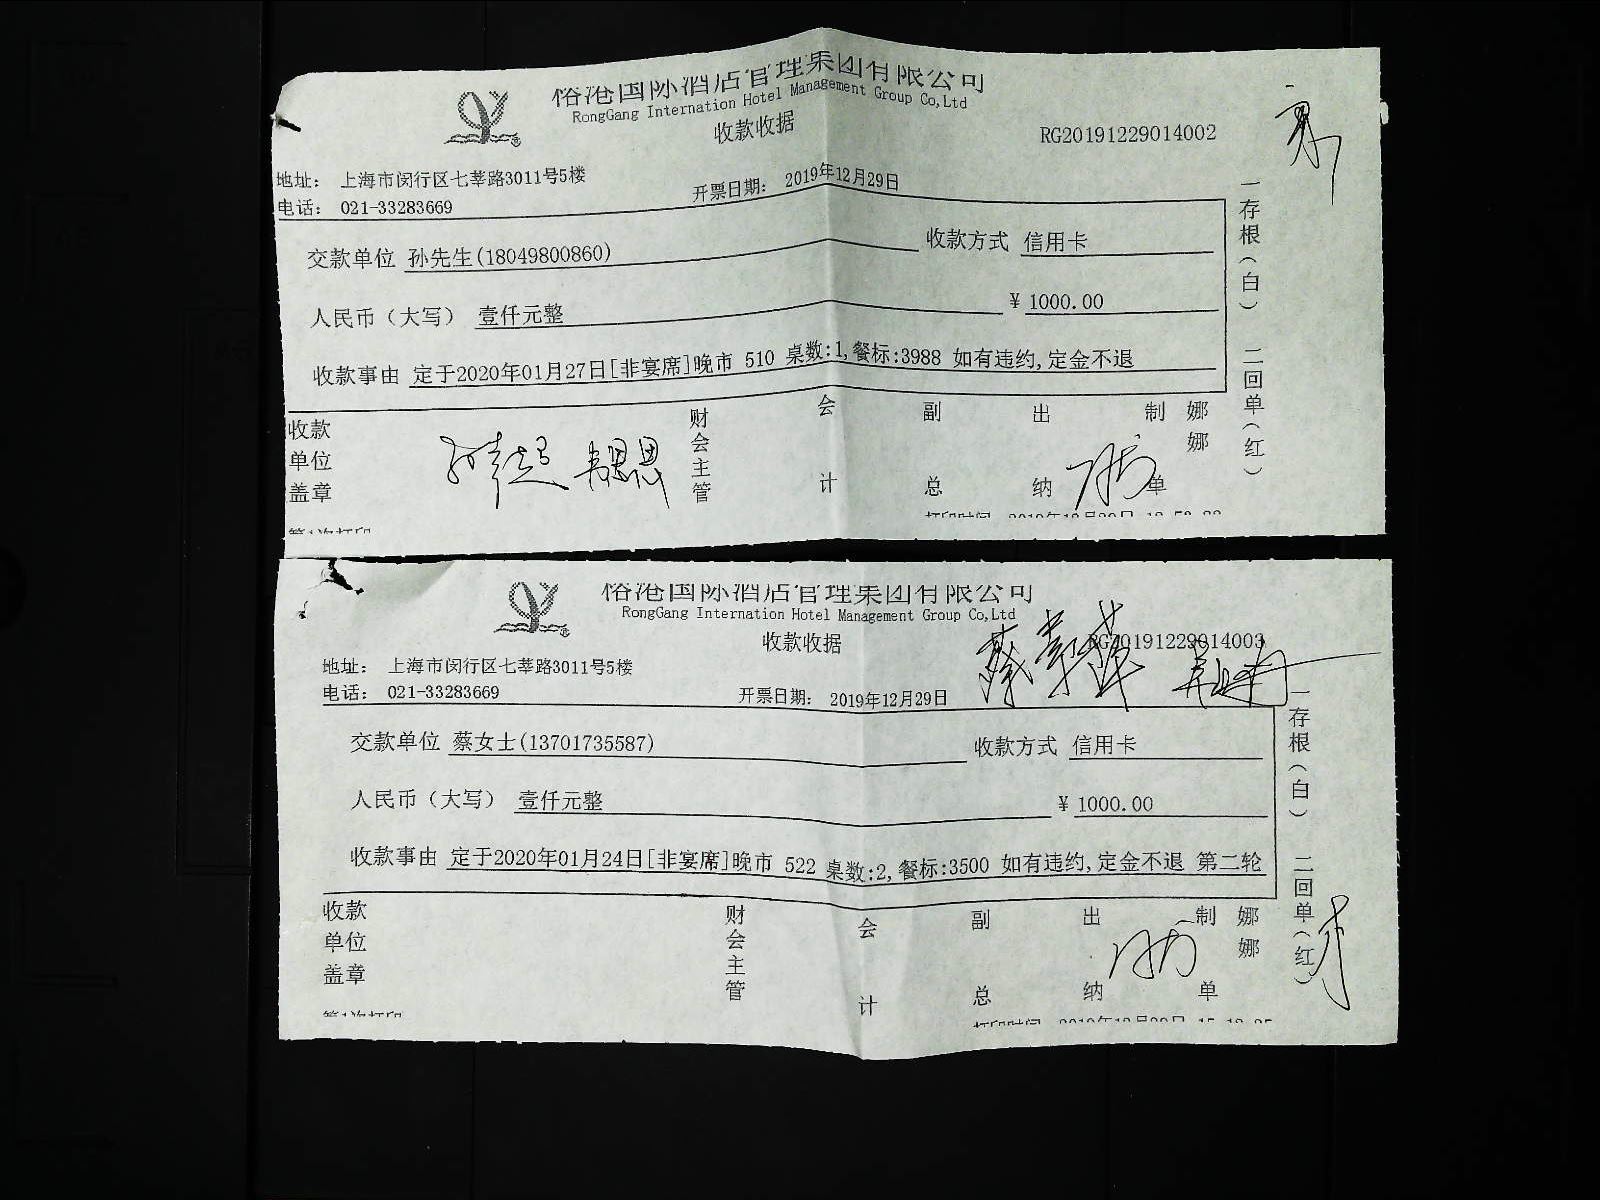 俗港国际酒店管理集团有限公司
RongGang Internation Hotel Management Group Co,Ltd
收款收据
RG20191229014002
地址： 上海市闵行区七莘路3011号5楼
电话： 021-33283669
开票日期： 2019年12月29日
交款单位 孙先生(18049800860) 收款方式 信用卡
人民币（大写） 壹仟元整 ¥ 1000.00
收款事由 定于2020年01月27日[非宴席]晚市 510 桌数:1,餐标:3988 如有违约,定金不退
一存根（白） 二回单（红）
收款单位盖章 财会主管 会计 副总 出纳 制单 娜娜
第1次打印
俗港国际酒店管理集团有限公司
RongGang Internation Hotel Management Group Co,Ltd
收款收据
RG20191229014003
地址： 上海市闵行区七莘路3011号5楼
电话： 021-33283669
开票日期： 2019年12月29日
交款单位 蔡女士(13701735587) 收款方式 信用卡
人民币（大写） 壹仟元整 ¥ 1000.00
收款事由 定于2020年01月24日[非宴席]晚市 522 桌数:2,餐标:3500 如有违约,定金不退 第二轮
一存根（白） 二回单（红）
收款单位盖章 财会主管 会计 副总 出纳 制单 娜娜
第1次打印